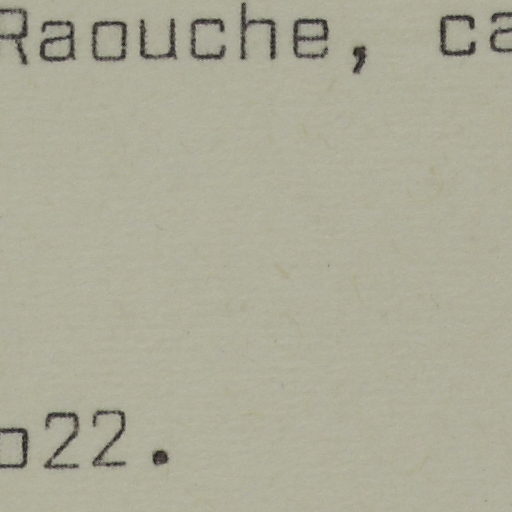 Raouche, ca
o22.